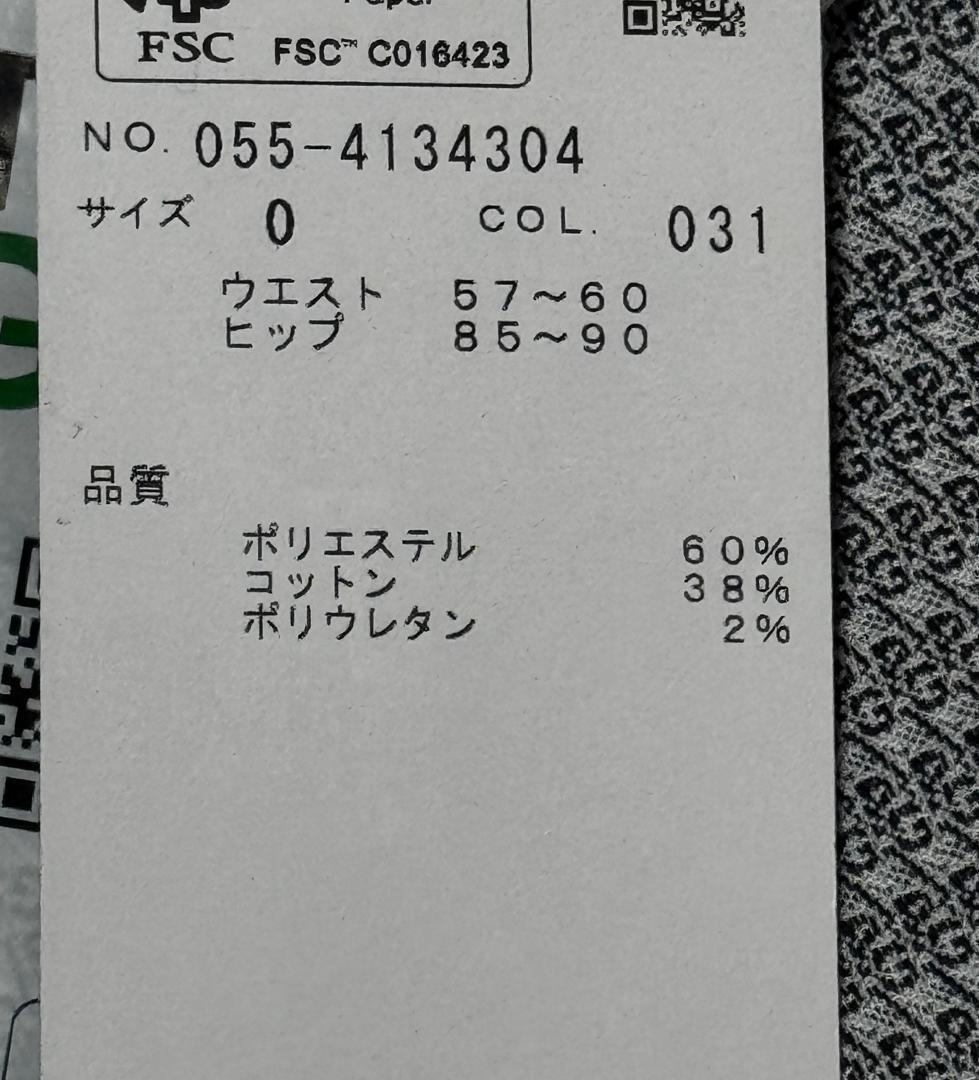 FSC FSC™ C016423
NO. 055-4134304
サイズ 0 COL. 031
ウエスト 57~60
ヒップ 85~90
品質
ポリエステル 60%
コットン 38%
ポリウレタン 2%